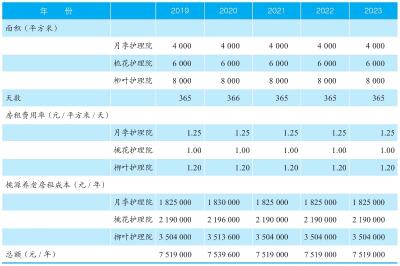 年 份 2019 2020 2021 2022 2023
面积（平方米）
月季护理院 4 000 4 000 4 000 4 000 4 000
桃花护理院 6 000 6 000 6 000 6 000 6 000
柳叶护理院 8 000 8 000 8 000 8 000 8 000
天数 365 366 365 365 365
房租费用率（元 / 平方米 / 天）
月季护理院 1.25 1.25 1.25 1.25 1.25
桃花护理院 1.00 1.00 1.00 1.00 1.00
柳叶护理院 1.20 1.20 1.20 1.20 1.20
桃源养老房租成本（元 / 年）
月季护理院 1 825 000 1 830 000 1 825 000 1 825 000 1 825 000
桃花护理院 2 190 000 2 196 000 2 190 000 2 190 000 2 190 000
柳叶护理院 3 504 000 3 513 600 3 504 000 3 504 000 3 504 000
总额（元 / 年） 7 519 000 7 539 600 7 519 000 7 519 000 7 519 000